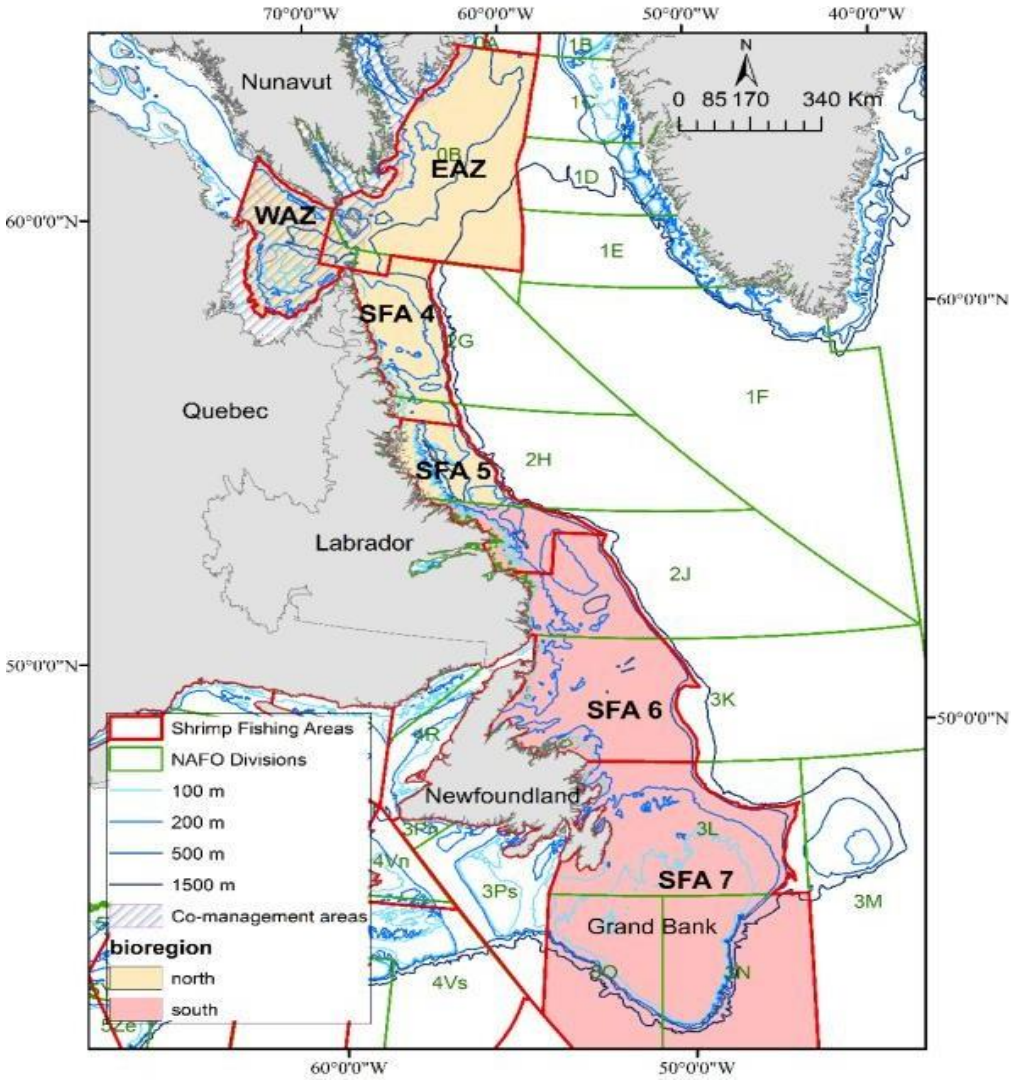 70°0'0"W
60°0'0"W
50°0'0"W
40°0'0"W
0A
1B
N
Nunavut
1C
0 85 170 340 Km
0B
EAZ
1D
WAZ
60°0'0"N
1E
60°0'0"N
SFA 4
2G
1F
Quebec
SFA 5
2H
Labrador
2J
50°0'0"N
3K
SFA 6
50°0'0"N
Shrimp Fishing Areas
4R
NAFO Divisions
100 m
Newfoundland
200 m
3L
3Pn
500 m
4Vn
SFA 7
1500 m
3Ps
3M
Co-management areas
Grand Bank
bioregion
north
3O
3N
4Vs
south
5Ze
60°0'0"W
50°0'0"W